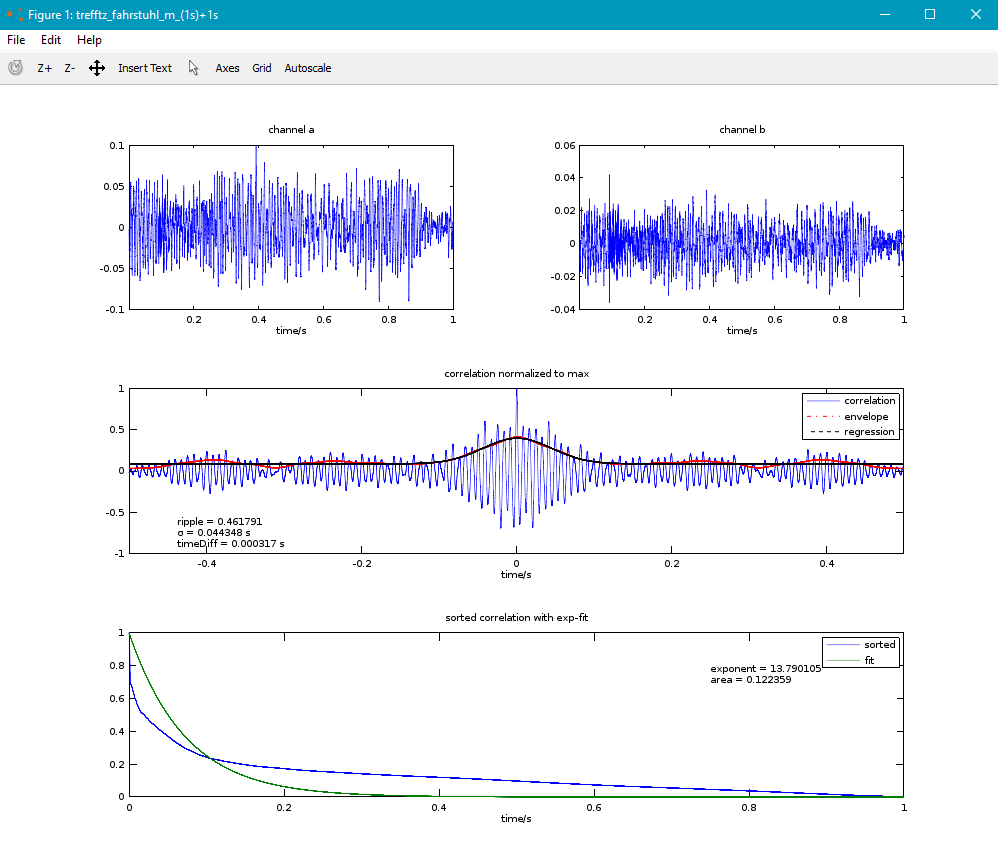 Figure 1: trefftz_fahrstuhl_m_(1s)+1s
File Edit Help
Z+ Z- Insert Text Axes Grid Autoscale
channel a
0.1
0.05
0
-0.05
-0.1
0.2 0.4 0.6 0.8 1
time/s
channel b
0.06
0.04
0.02
0
-0.02
-0.04
0.2 0.4 0.6 0.8 1
time/s
correlation normalized to max
1
0.5
0
-0.5
-1
correlation
envelope
regression
ripple = 0.461791
σ = 0.044348 s
timeDiff = 0.000317 s
-0.4 -0.2 0 0.2 0.4
time/s
sorted correlation with exp-fit
1
0.8
0.6
0.4
0.2
0
sorted
fit
exponent = 13.790105
area = 0.122359
0 0.2 0.4 0.6 0.8 1
time/s